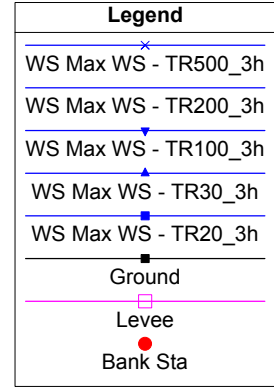 Legend
WS Max WS - TR500_3h
WS Max WS - TR200_3h
WS Max WS - TR100_3h
WS Max WS - TR30_3h
WS Max WS - TR20_3h
Ground
Levee
Bank Sta